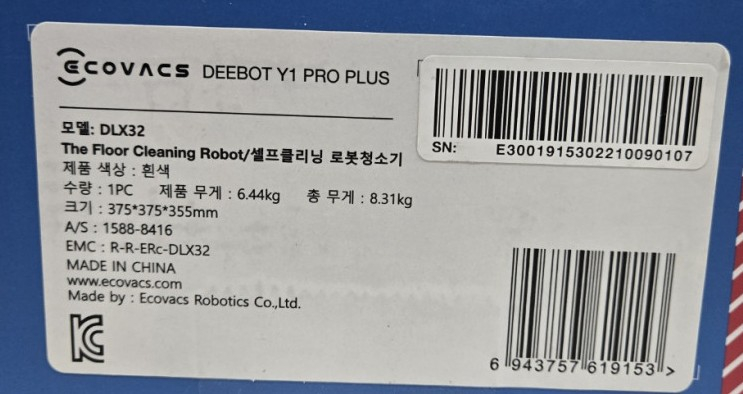 ECOVACS DEEBOT Y1 PRO PLUS
SN: E3001915302210090107
모델: DLX32
The Floor Cleaning Robot/셀프클리닝 로봇청소기
제품 색상 : 흰색
수량 : 1PC 제품 무게 : 6.44kg 총 무게 : 8.31kg
크기 : 375*375*355mm
A/S : 1588-8416
EMC : R-R-ERc-DLX32
MADE IN CHINA
www.ecovacs.com
Made by : Ecovacs Robotics Co.,Ltd.
KC
6 943757 619153 >